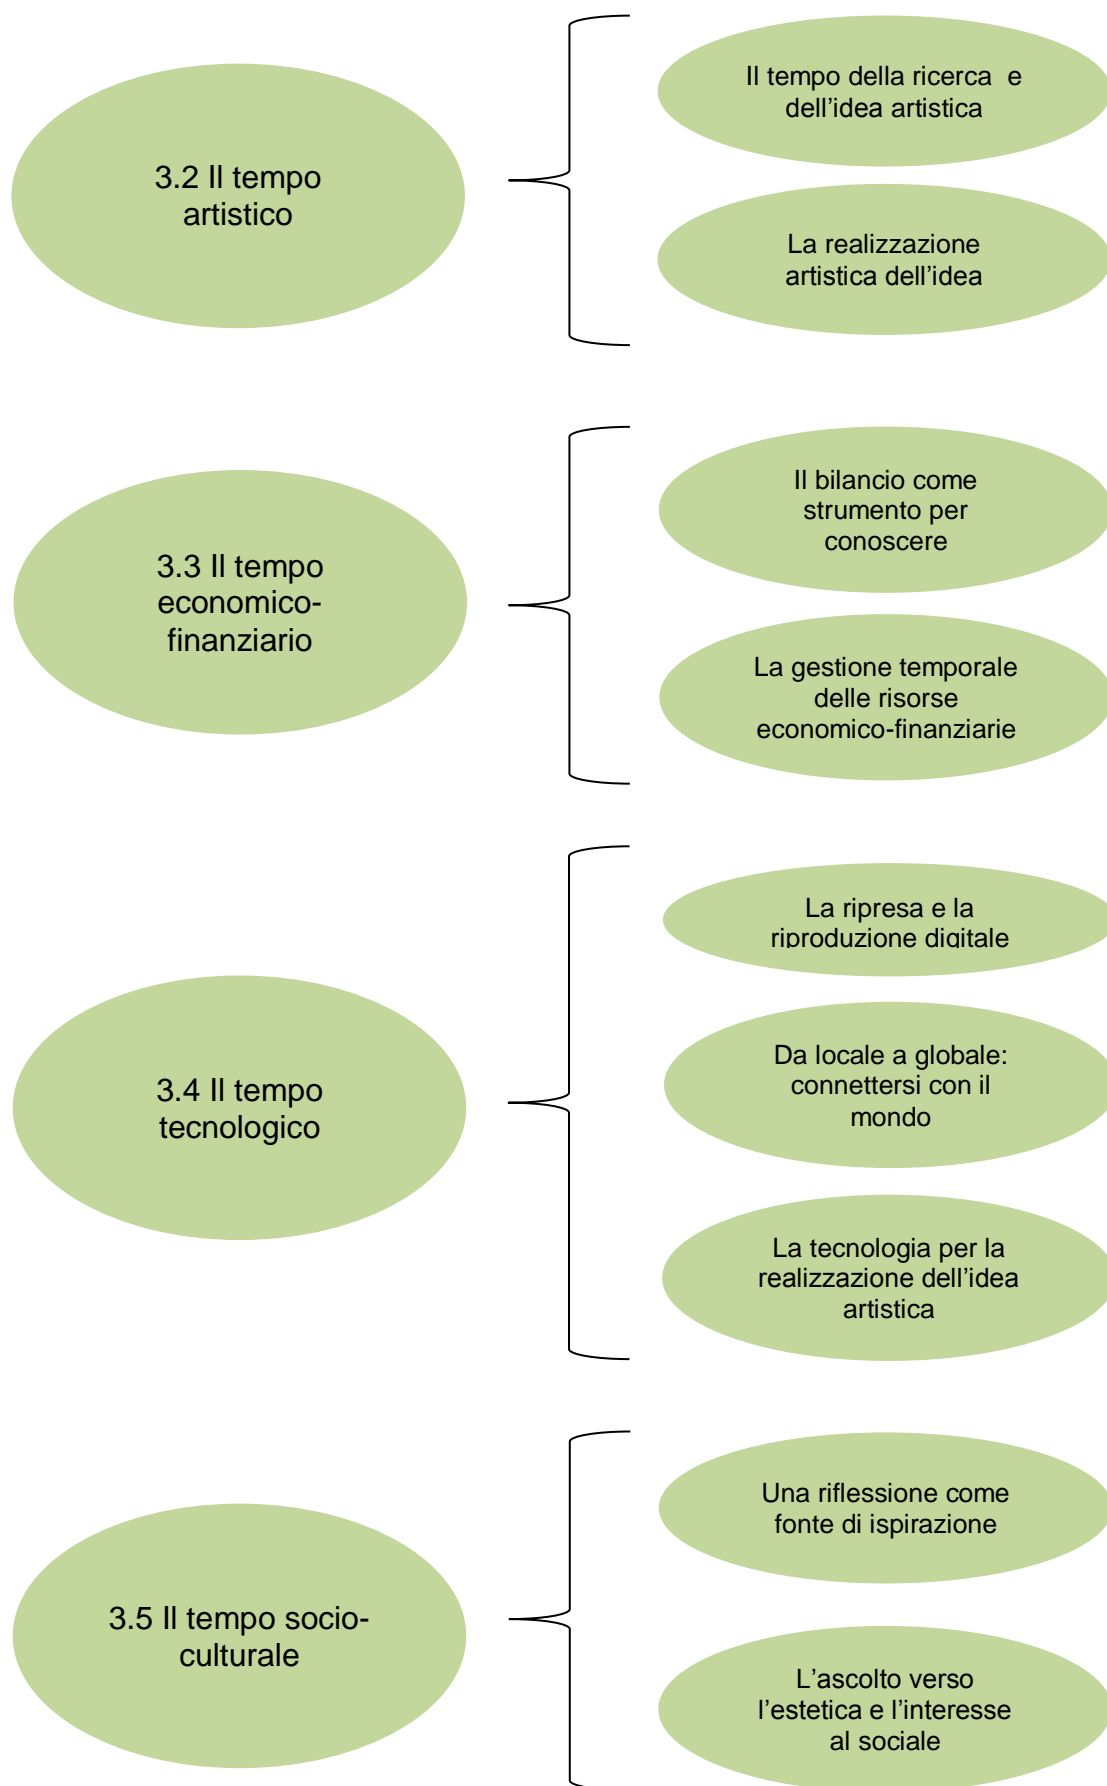 3.2 Il tempo
artistico
Il tempo della ricerca  e
dell’idea artistica
La realizzazione
artistica dell’idea
3.3 Il tempo
economico-
finanziario
Il bilancio come
strumento per
conoscere
La gestione temporale
delle risorse
economico-finanziarie
3.4 Il tempo
tecnologico
La ripresa e la
riproduzione digitale
Da locale a globale:
connettersi con il
mondo
La tecnologia per la
realizzazione dell’idea
artistica
3.5 Il tempo socio-
culturale
Una riflessione come
fonte di ispirazione
L’ascolto verso
l’estetica e l’interesse
al sociale